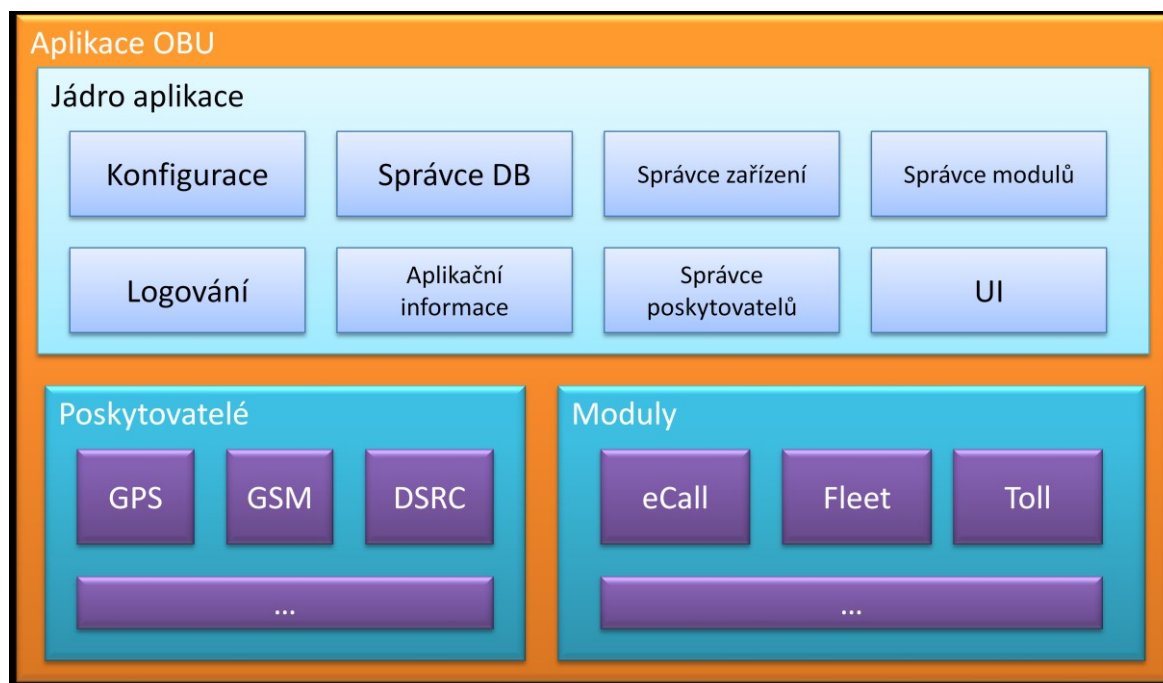 Aplikace OBU
Jádro aplikace
Konfigurace
Správce DB
Správce zařízení
Správce modulů
Logování
Aplikační
informace
Správce
poskytovatelů
UI
Poskytovatelé
GPS
GSM
DSRC
...
Moduly
eCall
Fleet
Toll
...